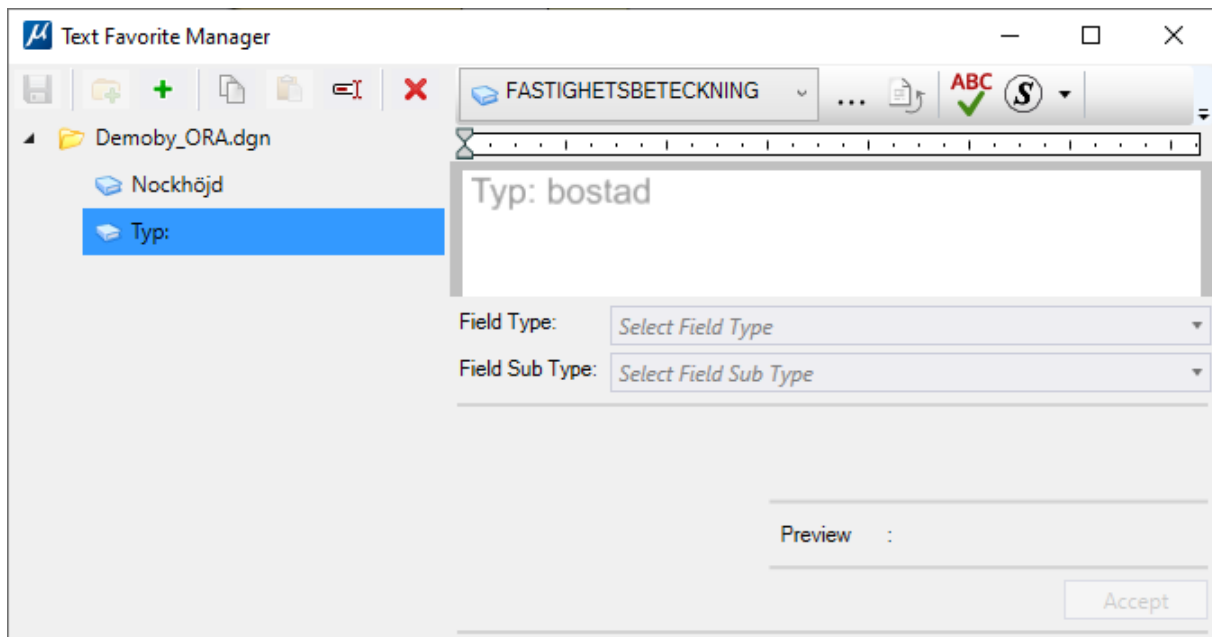 Text Favorite Manager
FASTIGHETSBETECKNING
...
ABC
S
Demoby_ORA.dgn
Nockhöjd
Typ:
Typ: bostad
Field Type:
Select Field Type
Field Sub Type:
Select Field Sub Type
Preview :
Accept